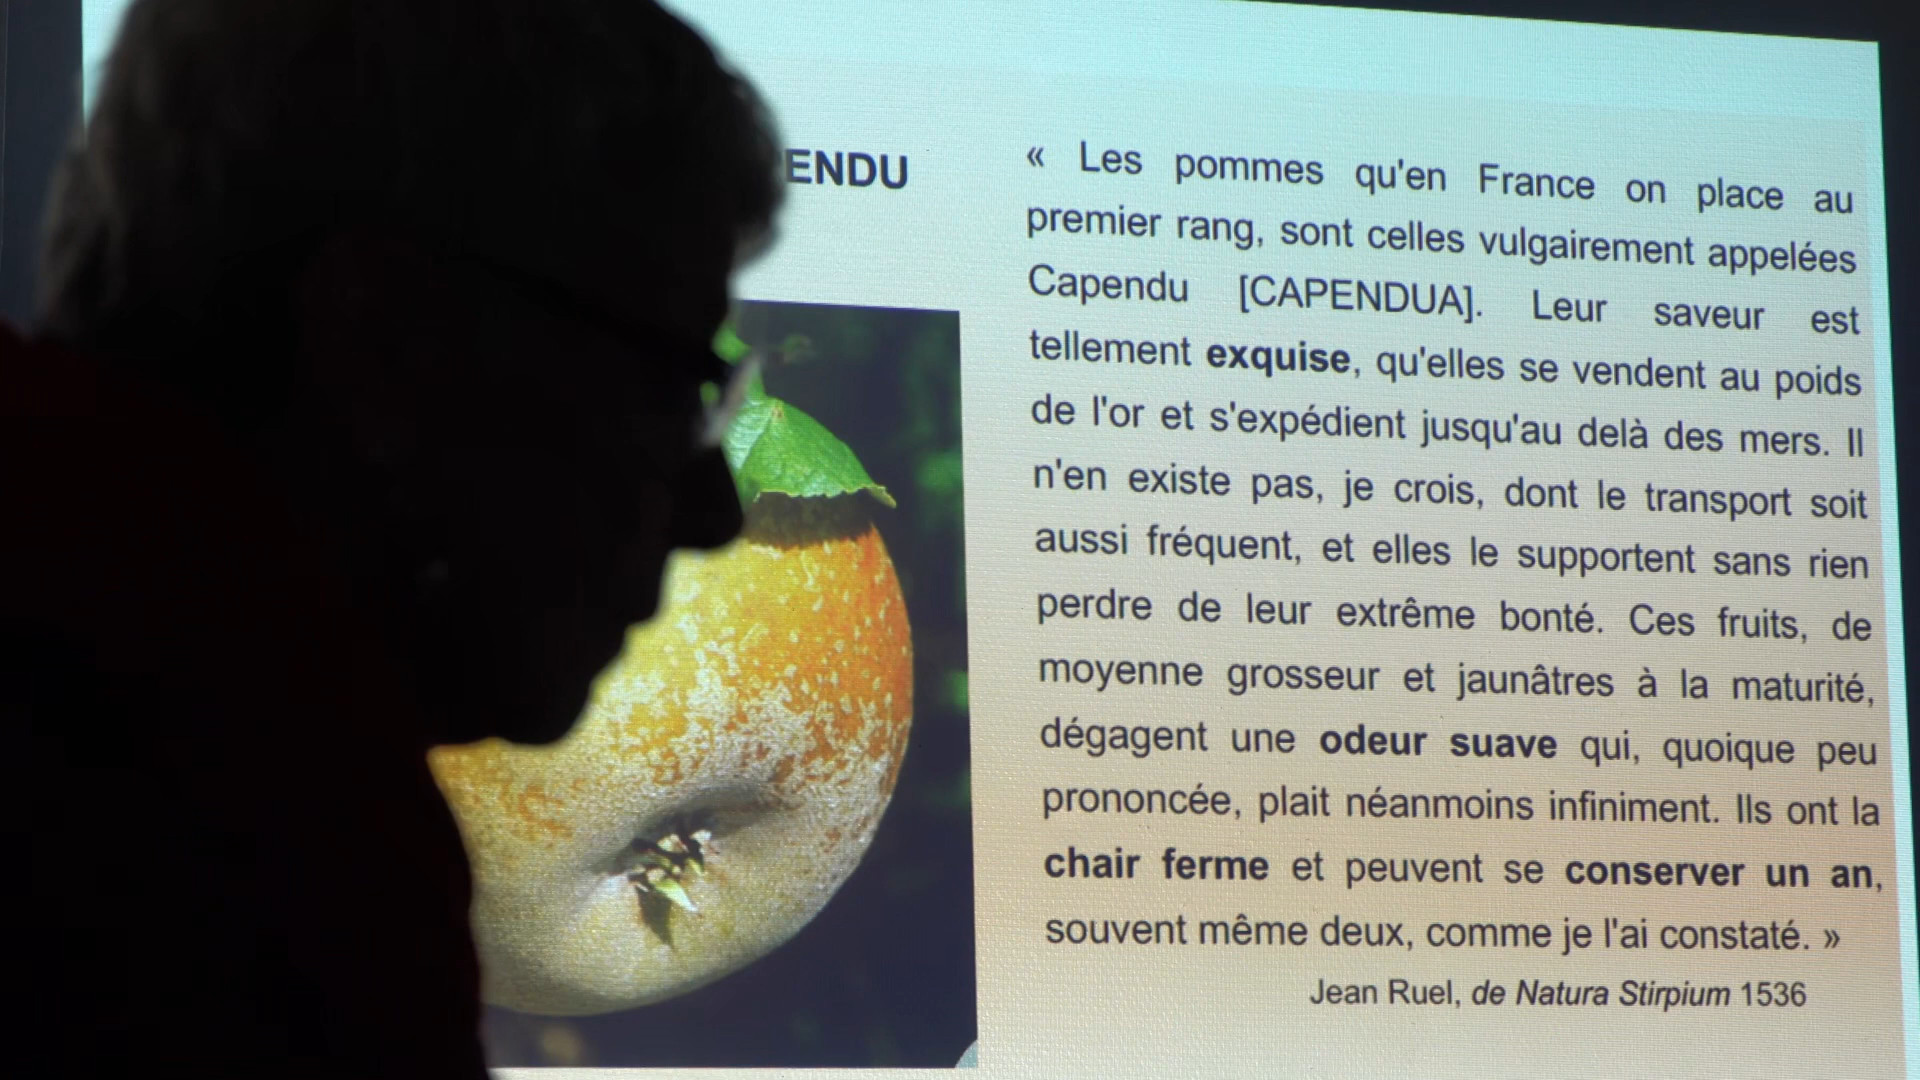 ENDU
« Les pommes qu'en France on place au
premier rang, sont celles vulgairement appelées
Capendu [CAPENDUA]. Leur saveur est
tellement exquise, qu'elles se vendent au poids
de l'or et s'expédient jusqu'au delà des mers. Il
n'en existe pas, je crois, dont le transport soit
aussi fréquent, et elles le supportent sans rien
perdre de leur extrême bonté. Ces fruits, de
moyenne grosseur et jaunâtres à la maturité,
dégagent une odeur suave qui, quoique peu
prononcée, plait néanmoins infiniment. Ils ont la
chair ferme et peuvent se conserver un an,
souvent même deux, comme je l'ai constaté. »
Jean Ruel, de Natura Stirpium 1536